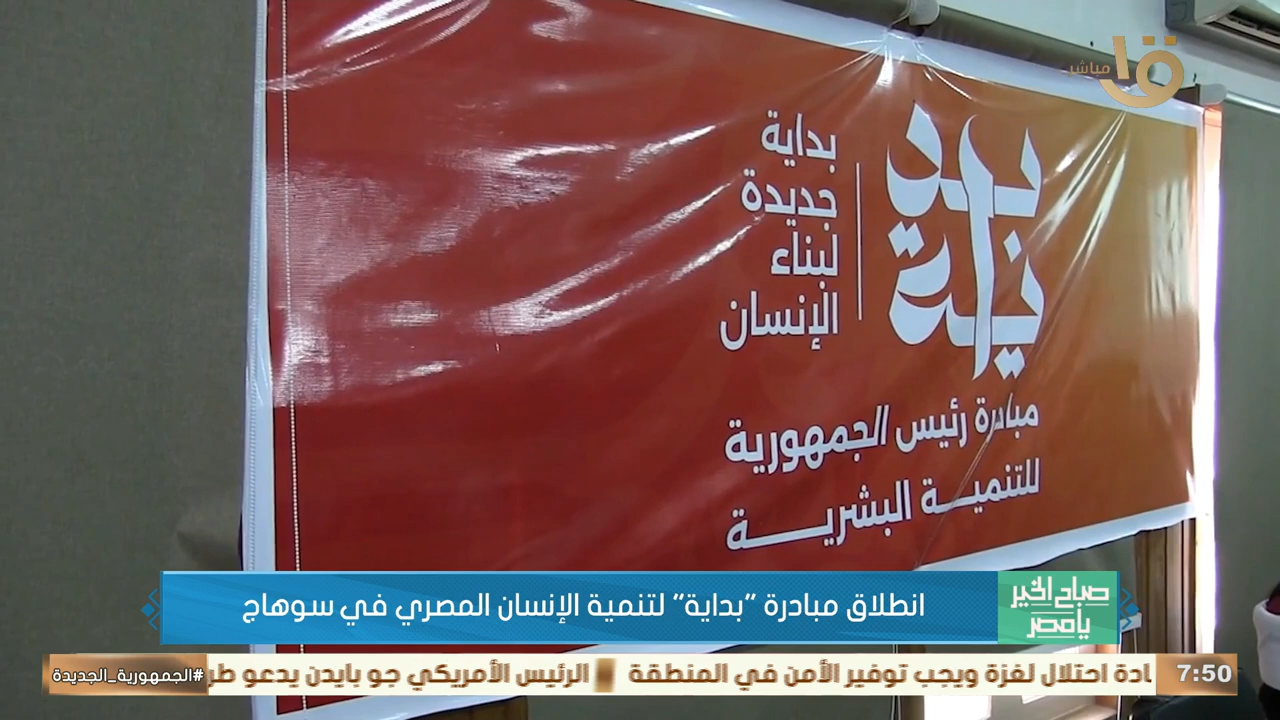 مباشر
بداية
بداية
جديدة
لبناء
الإنسان
مبادرة رئيس الجمهورية
للتنمية البشرية
صباح الخير
يا مصر
انطلاق مبادرة “بداية” لتنمية الإنسان المصري في سوهاج
7:50
ادة احتلال لغزة ويجب توفير الأمن في المنطقة
الرئيس الأمريكي جو بايدن يدعو طر
#الجمهورية_الجديدة